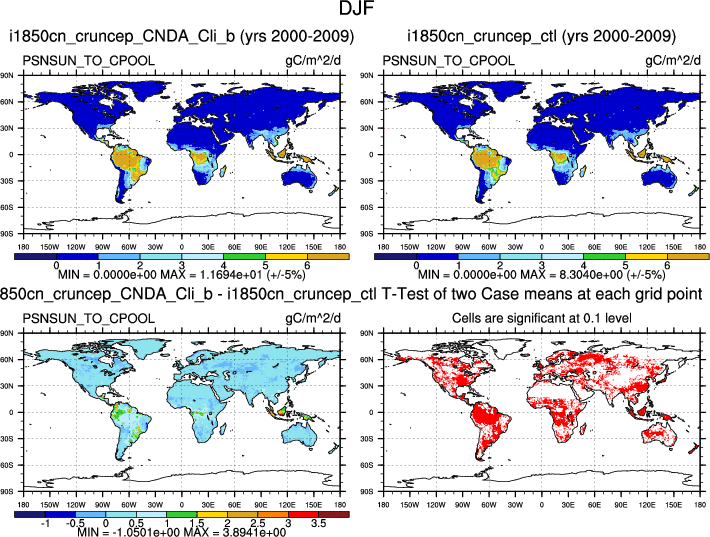 DJF
i1850cn_cruncep_CNDA_Cli_b (yrs 2000-2009)
i1850cn_cruncep_ctl (yrs 2000-2009)
PSNSUN_TO_CPOOL gC/m^2/d
PSNSUN_TO_CPOOL gC/m^2/d
90N
60N
30N
0
30S
60S
90S
180 150W 120W 90W 60W 30W 0 30E 60E 90E 120E 150E 180
0 1 2 3 4 5 6
MIN = 0.0000e+00 MAX = 1.1694e+01 (+/-5%)
90N
60N
30N
0
30S
60S
90S
180 150W 120W 90W 60W 30W 0 30E 60E 90E 120E 150E 180
0 1 2 3 4 5 6
MIN = 0.0000e+00 MAX = 8.3040e+00 (+/-5%)
850cn_cruncep_CNDA_Cli_b - i1850cn_cruncep_ctl
T-Test of two Case means at each grid point
PSNSUN_TO_CPOOL gC/m^2/d
Cells are significant at 0.1 level
90N
60N
30N
0
30S
60S
90S
180 150W 120W 90W 60W 30W 0 30E 60E 90E 120E 150E 180
-1 -0.5 -0.2 0 0.2 1 1.5 2 2.5 3 3.5
MIN = -1.0501e+00 MAX = 3.8941e+00
90N
60N
30N
0
30S
60S
90S
180 150W 120W 90W 60W 30W 0 30E 60E 90E 120E 150E 180